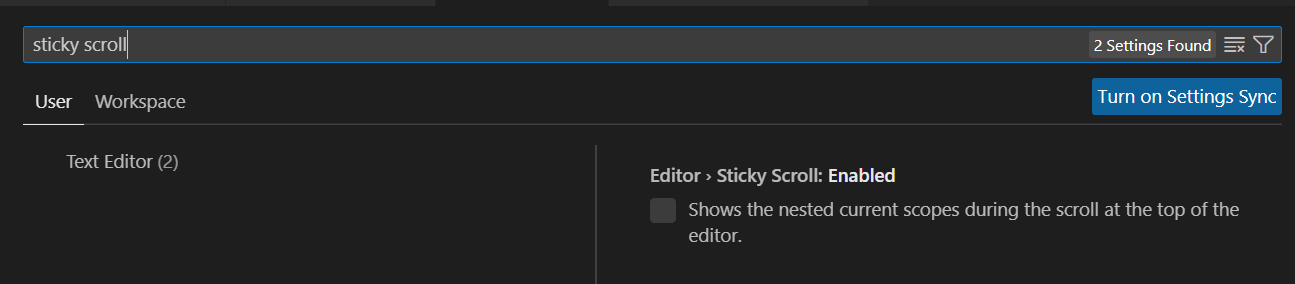 sticky scroll
2 Settings Found
User
Workspace
Turn on Settings Sync
Text Editor (2)
Editor › Sticky Scroll: Enabled
Shows the nested current scopes during the scroll at the top of the
editor.